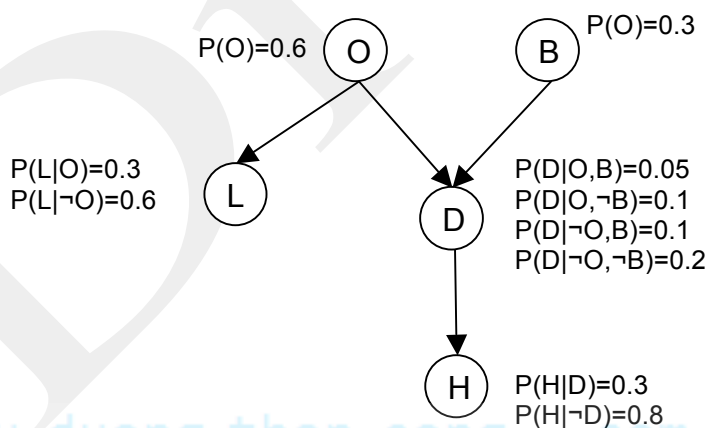 P(O)=0.6
O
B
P(O)=0.3
P(L|O)=0.3
P(L|¬O)=0.6
L
D
P(D|O,B)=0.05
P(D|O,¬B)=0.1
P(D|¬O,B)=0.1
P(D|¬O,¬B)=0.2
H
P(H|D)=0.3
P(H|¬D)=0.8